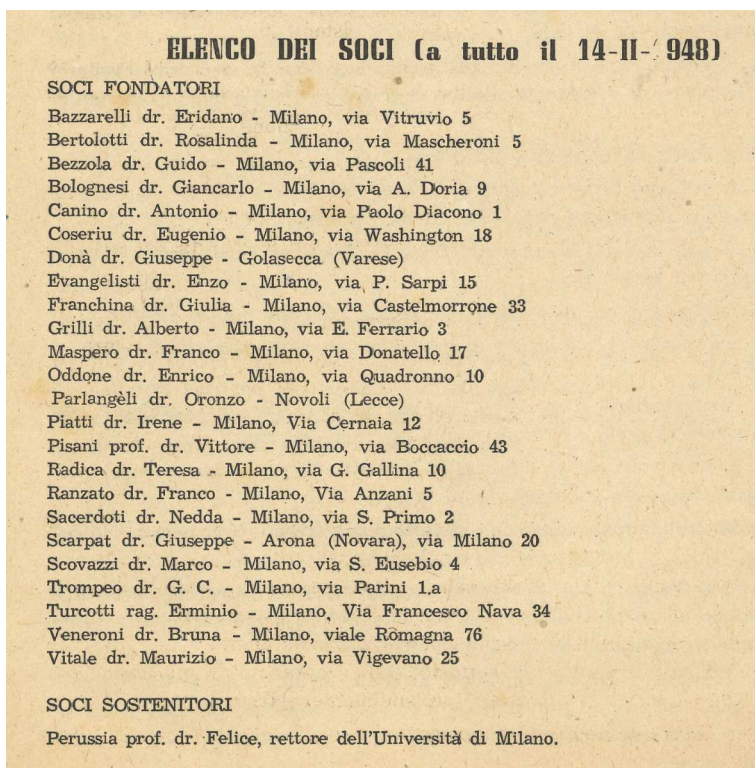 ELENCO DEI SOCI (a tutto il 14-II-'948)
SOCI FONDATORI
Bazzarelli dr. Eridano - Milano, via Vitruvio 5
Bertolotti dr. Rosalinda - Milano, via Mascheroni 5
Bezzola dr. Guido - Milano, via Pascoli 41
Bolognesi dr. Giancarlo - Milano, via A. Doria 9
Canino dr. Antonio - Milano, via Paolo Diacono 1
Coseriu dr. Eugenio - Milano, via Washington 18
Donà dr. Giuseppe - Golasecca (Varese)
Evangelisti dr. Enzo - Milano, via P. Sarpi 15
Franchina dr. Giulia - Milano, via Castelmorrone 33
Grilli dr. Alberto - Milano, via E. Ferrario 3
Maspero dr. Franco - Milano, via Donatello 17
Oddone dr. Enrico - Milano, via Quadronno 10
Parlangèli dr. Oronzo - Novoli (Lecce)
Piatti dr. Irene - Milano, Via Cernaia 12
Pisani prof. dr. Vittore - Milano, via Boccaccio 43
Radica dr. Teresa - Milano, via G. Gallina 10
Ranzato dr. Franco - Milano, Via Anzani 5
Sacerdoti dr. Nedda - Milano, via S. Primo 2
Scarpat dr. Giuseppe - Arona (Novara), via Milano 20
Scovazzi dr. Marco - Milano, via S. Eusebio 4
Trompeo dr. G. C. - Milano, via Parini 1.a
Turcotti rag. Erminio - Milano, Via Francesco Nava 34
Veneroni dr. Bruna - Milano, viale Romagna 76
Vitale dr. Maurizio - Milano, via Vigevano 25
SOCI SOSTENITORI
Perussia prof. dr. Felice, rettore dell'Università di Milano.